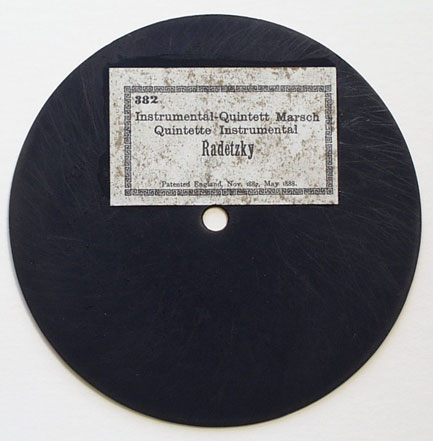 382
Instrumental-Quintett Marsch
Quintette Instrumental
Radetzky
Patented England, Nov. 1887, May 1888.